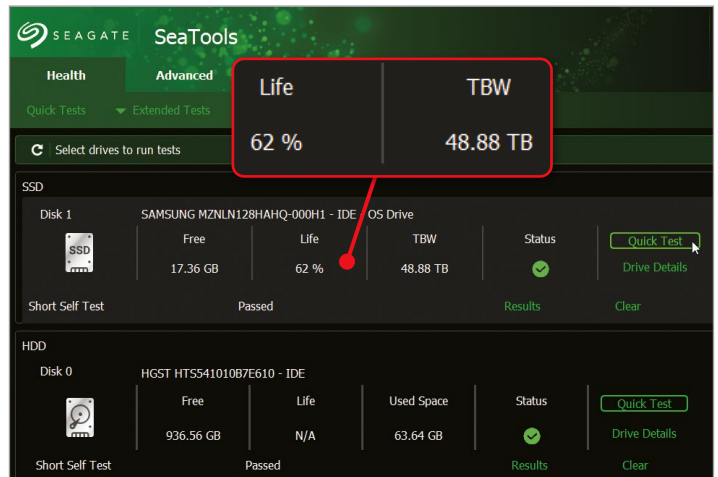 SEAGATE SeaTools
Health Advanced
Quick Tests Extended Tests
Life TBW
62 % 48.88 TB
Select drives to run tests
SSD
Disk 1 SAMSUNG MZNLN128HAHQ-000H1 - IDE - OS Drive
SSD
Free Life TBW Status Quick Test
17.36 GB 62 % 48.88 TB Drive Details
Short Self Test Passed Results Clear
HDD
Disk 0 HGST HTS541010B7E610 - IDE
Free Life Used Space Status Quick Test
936.56 GB N/A 63.64 GB Drive Details
Short Self Test Passed Results Clear